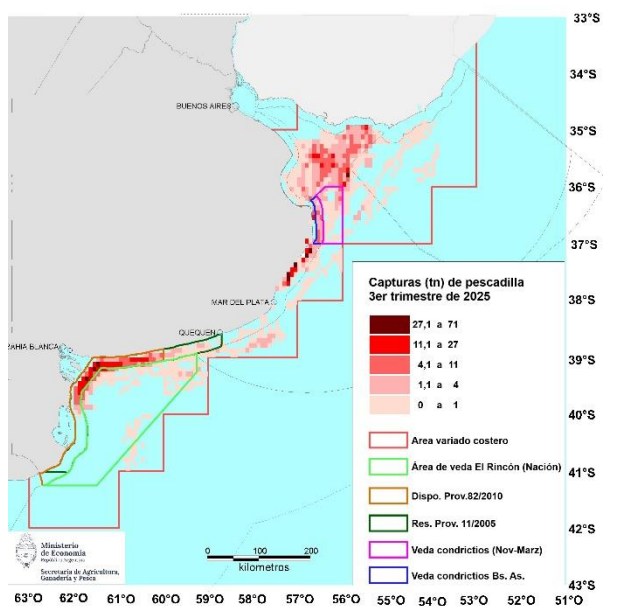 33°S
BUENOS AIRES
34°S
35°S
36°S
37°S
MAR DEL PLATA
38°S
QUEQUEN
BAHIA BLANCA
39°S
40°S
41°S
42°S
43°S
Capturas (tn) de pescadilla
3er trimestre de 2025
27,1 a 71
11,1 a 27
4,1 a 11
1,1 a 4
0 a 1
Area variado costero
Área de veda El Rincón (Nación)
Dispo. Prov.82/2010
Res. Prov. 11/2005
Veda condrictios (Nov-Marz)
Veda condrictios Bs. As.
Ministerio
de Economía
República Argentina
Secretaría de Agricultura,
Ganadería y Pesca
0 100 200
kilometros
63°O 62°O 61°O 60°O 59°O 58°O 57°O 56°O 55°O 54°O 53°O 52°O 51°O